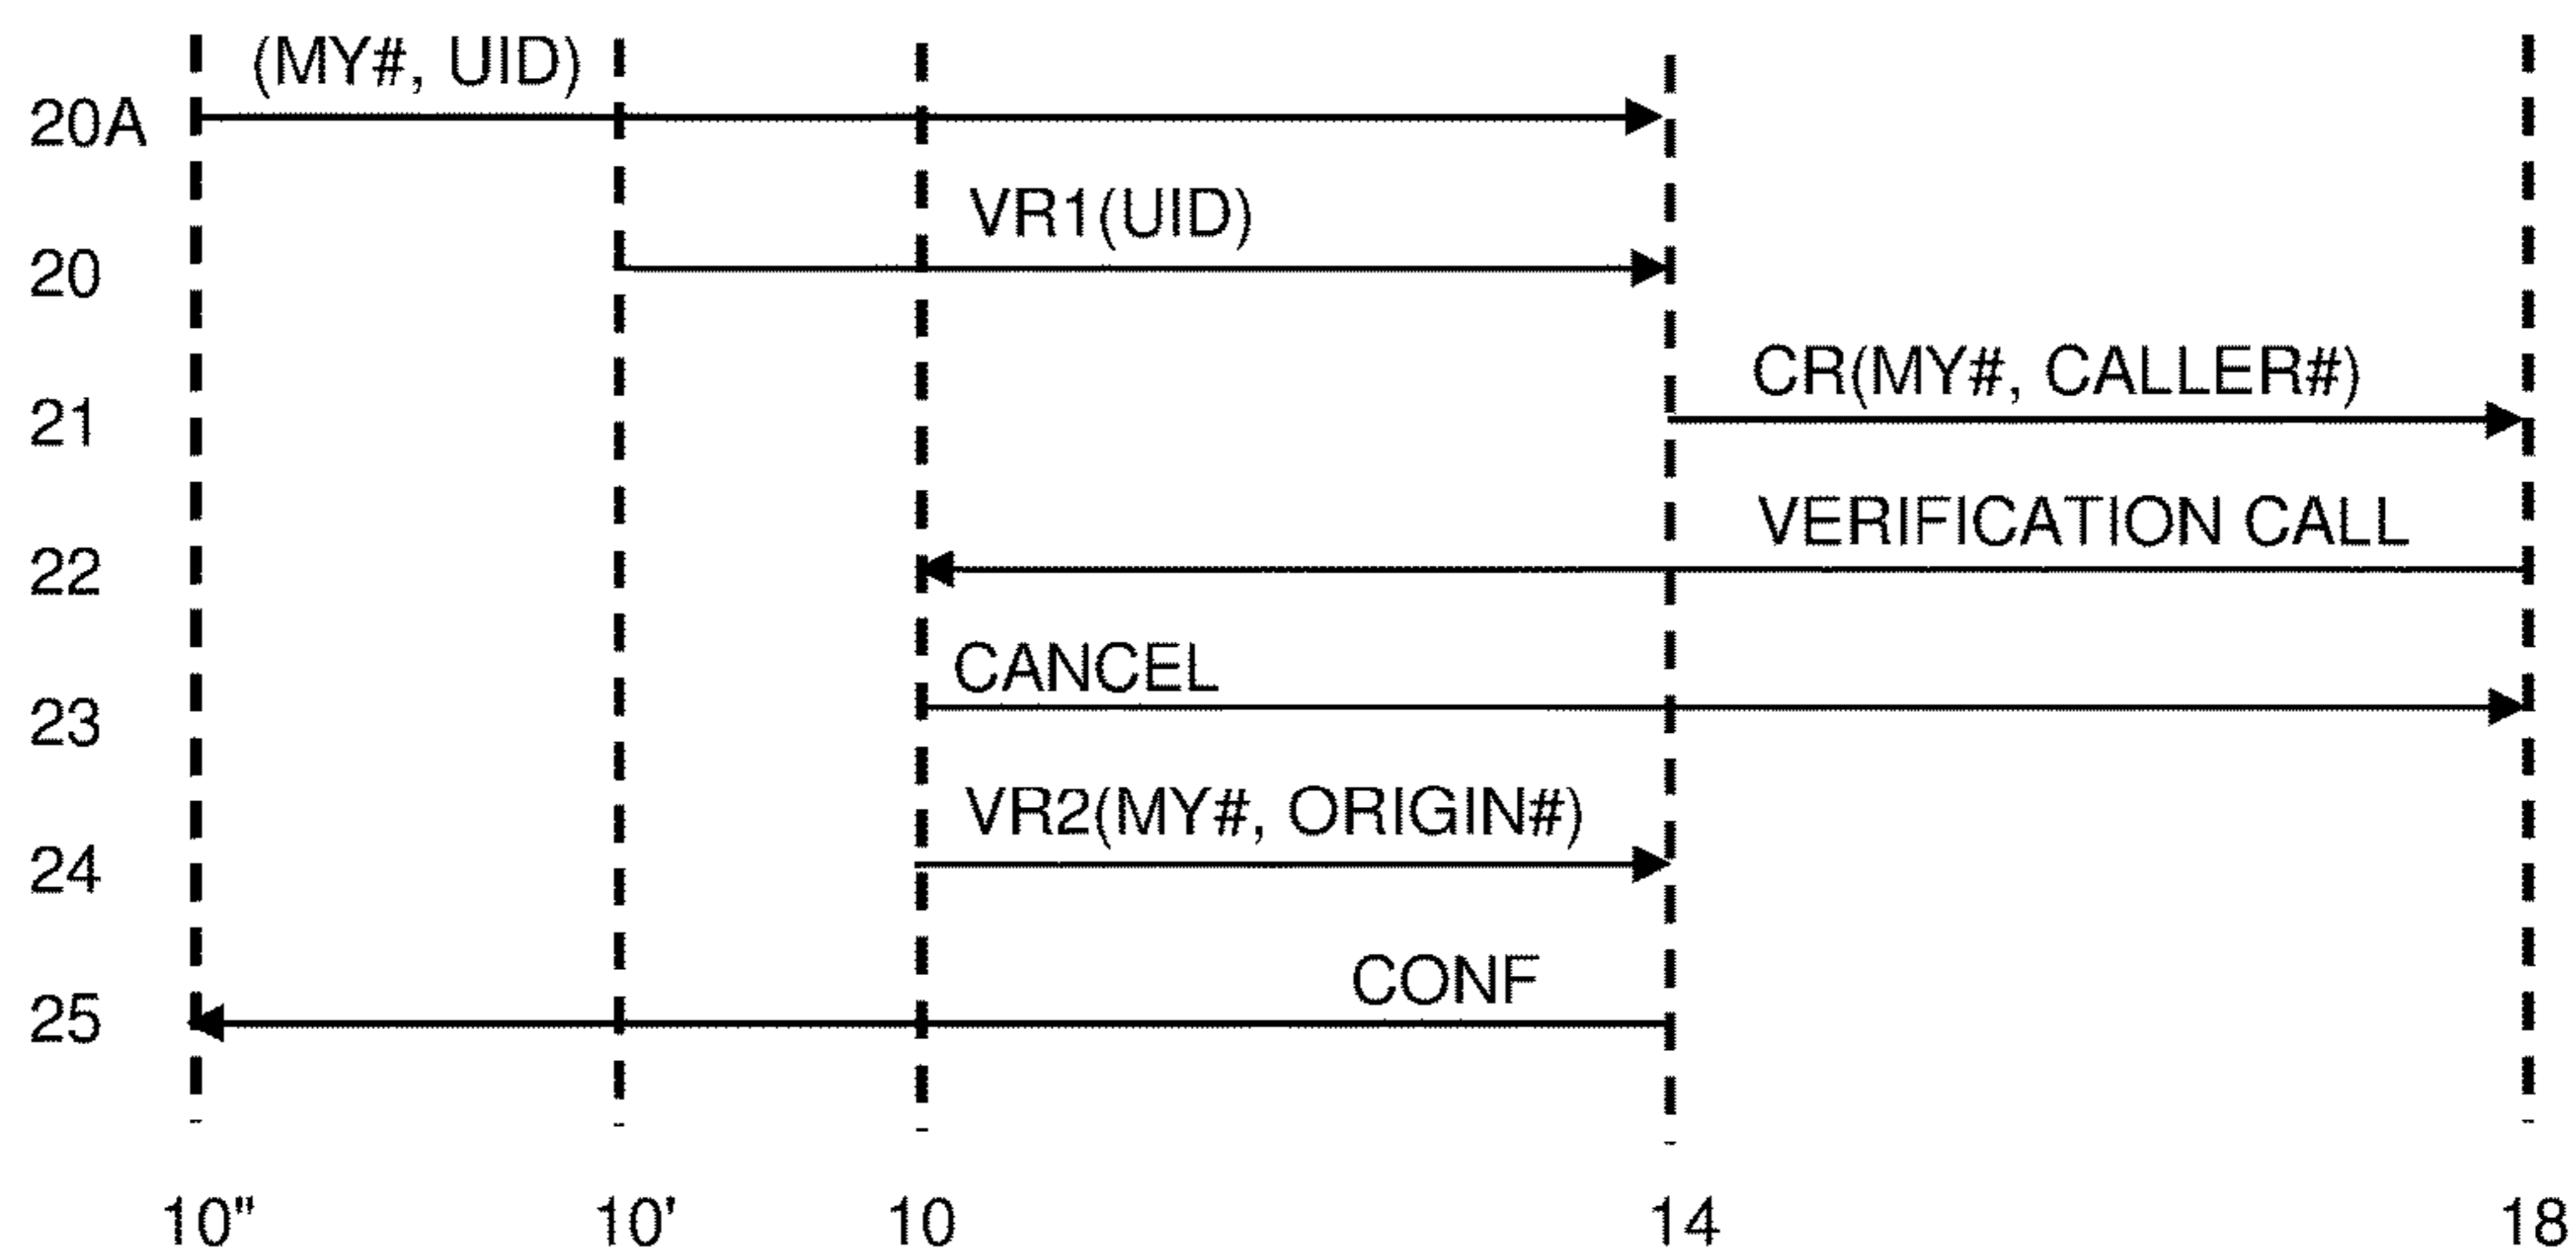 (MY#, UID)
20A
VR1(UID)
20
CR(MY#, CALLER#)
21
VERIFICATION CALL
22
CANCEL
23
VR2(MY#, ORIGIN#)
24
CONF
25
10" 10' 10 14 18